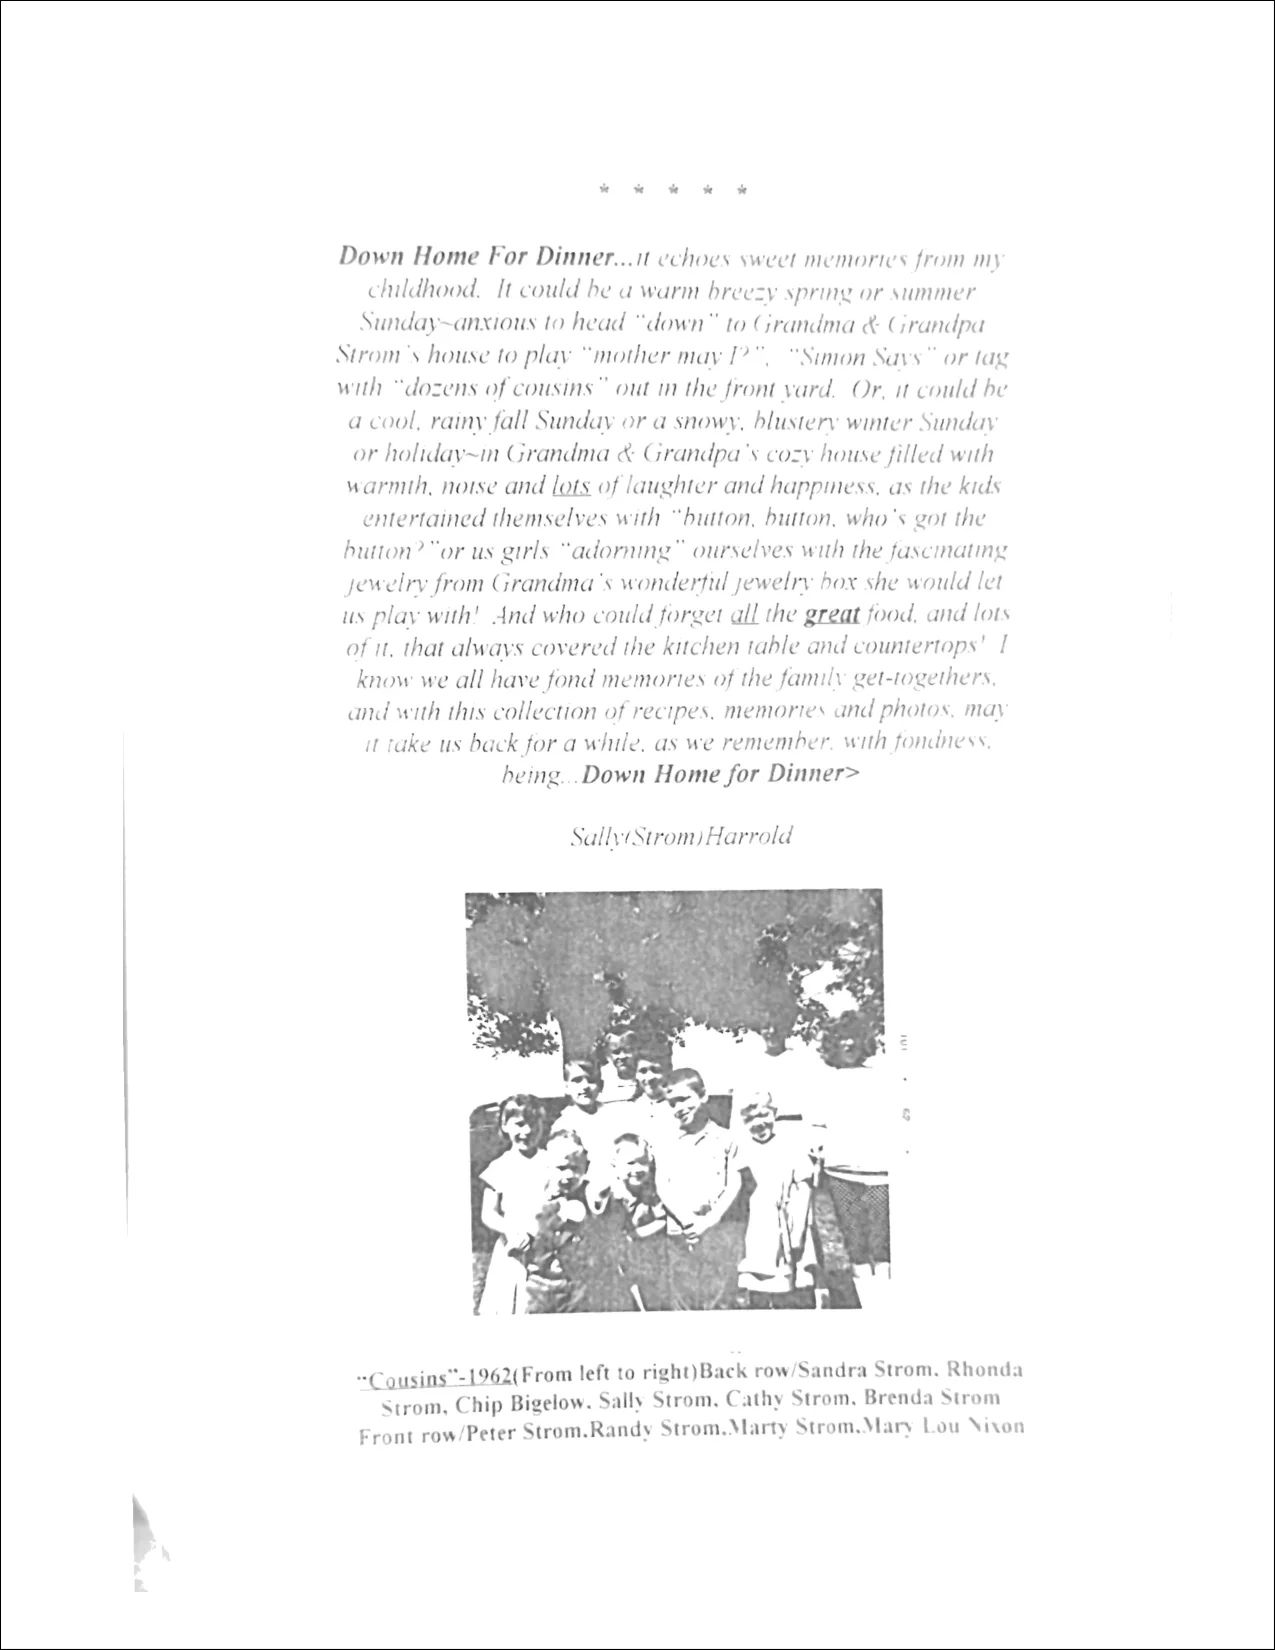 * * * * *
Down Home For Dinner...it echoes sweet memories from my
childhood. It could be a warm breezy spring or summer
Sunday~anxious to head "down" to Grandma & Grandpa
Strom's house to play "mother may I?", "Simon Says" or tag
with "dozens of cousins" out in the front yard. Or, it could be
a cool, rainy fall Sunday or a snowy, blustery winter Sunday
or holiday~in Grandma & Grandpa's cozy house filled with
warmth, noise and lots of laughter and happiness, as the kids
entertained themselves with "button, button, who's got the
button?"or us girls "adorning" ourselves with the fascinating
jewelry from Grandma's wonderful jewelry box she would let
us play with! And who could forget all the great food, and lots
of it, that always covered the kitchen table and countertops! I
know we all have fond memories of the family get-togethers,
and with this collection of recipes, memories and photos, may
it take us back for a while, as we remember, with fondness,
being...Down Home for Dinner>
Sally(Strom)Harrold
"Cousins"-1962(From left to right)Back row/Sandra Strom, Rhonda
Strom, Chip Bigelow, Sally Strom, Cathy Strom, Brenda Strom
Front row/Peter Strom,Randy Strom,Marty Strom,Mary Lou Nixon